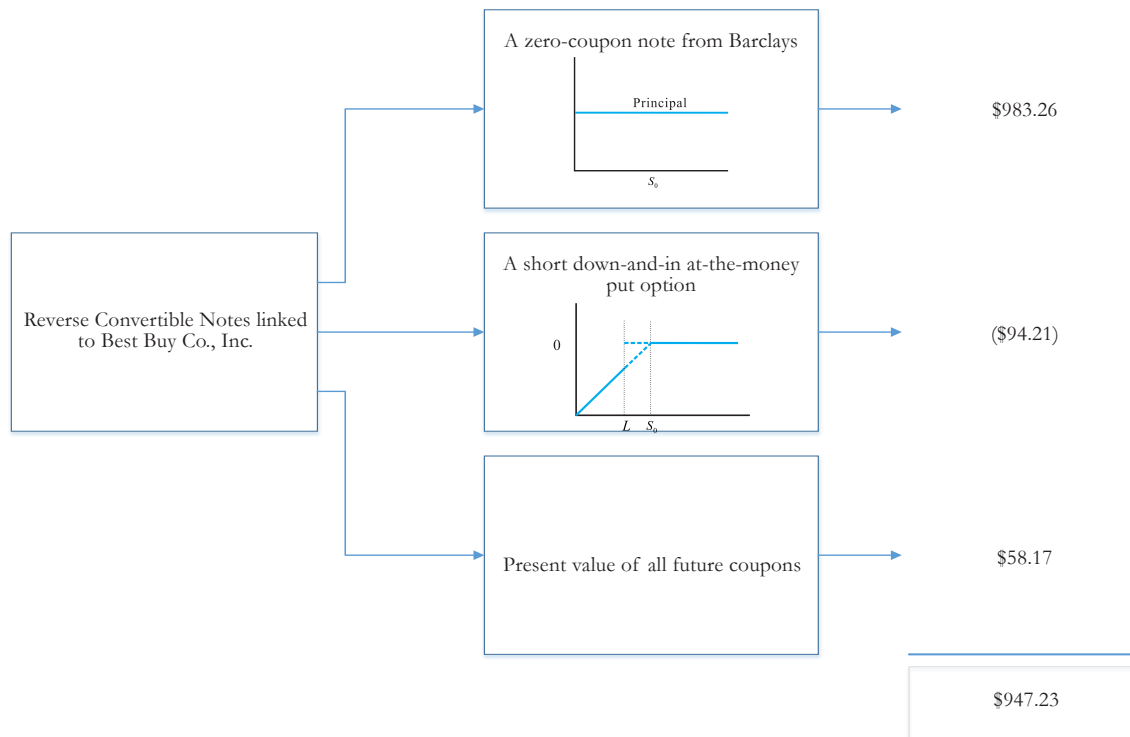 A zero-coupon note from Barclays
Principal
S₀
$983.26
Reverse Convertible Notes linked
to Best Buy Co., Inc.
A short down-and-in at-the-money
put option
0
L S₀
($94.21)
Present value of all future coupons
$58.17
$947.23